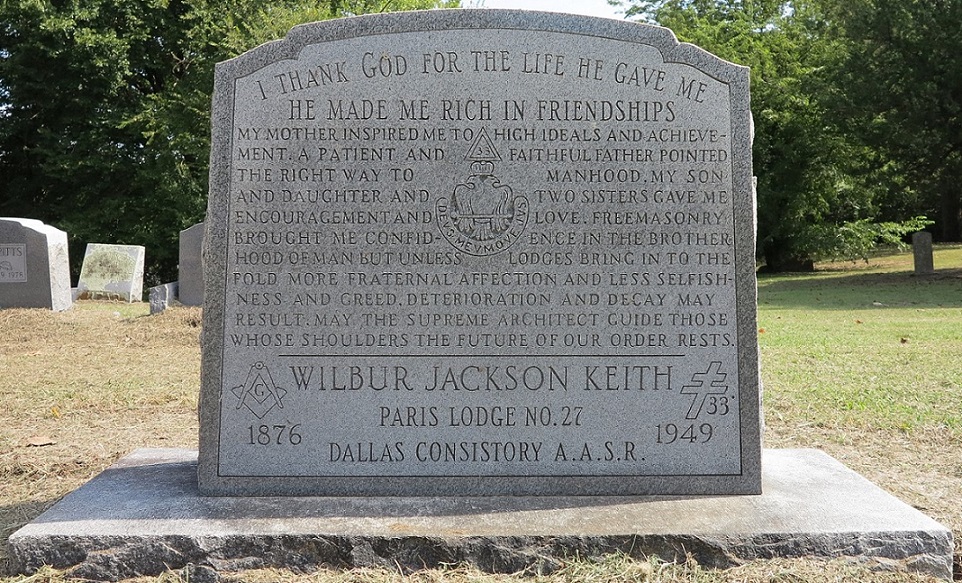 I THANK GOD FOR THE LIFE HE GAVE ME
HE MADE ME RICH IN FRIENDSHIPS
MY MOTHER INSPIRED ME TO HIGH IDEALS AND ACHIEVE-
MENT. A PATIENT AND FAITHFUL FATHER POINTED
THE RIGHT WAY TO MANHOOD. MY SON
AND DAUGHTER AND TWO SISTERS GAVE ME
ENCOURAGEMENT AND LOVE. FREEMASONRY
BROUGHT ME CONFID- ENCE IN THE BROTHER
HOOD OF MAN BUT UNLESS LODGES BRING IN TO THE
FOLD MORE FRATERNAL AFFECTION AND LESS SELFISH-
NESS AND GREED, DETERIORATION AND DECAY MAY
RESULT. MAY THE SUPREME ARCHITECT GUIDE THOSE
WHOSE SHOULDERS THE FUTURE OF OUR ORDER RESTS.
33
G
WILBUR JACKSON KEITH
33°
PARIS LODGE NO. 27
1876
1949
DALLAS CONSISTORY A.A.S.R.